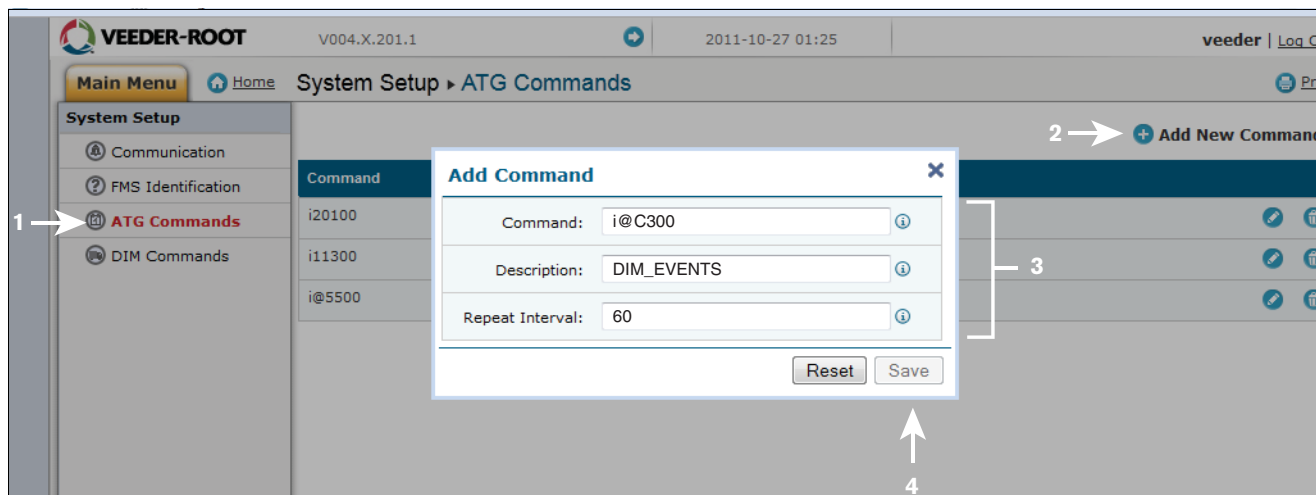 VEEDER-ROOT V004.X.201.1 2011-10-27 01:25 veeder | Log
Main Menu Home System Setup ▸ ATG Commands
System Setup
2 Add New
Communication
Command
Add Command
FMS Identification
i20100
Command: i@C300
1 ATG Commands
i11300
Description: DIM_EVENTS
3
DIM Commands
i@5500
Repeat Interval: 60
Reset Save
4